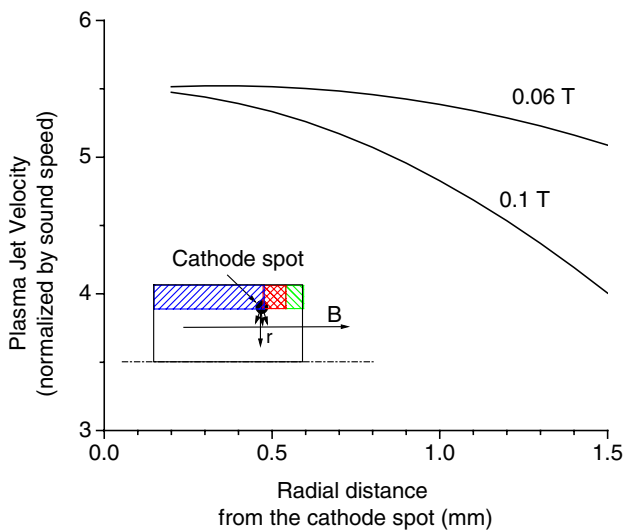 Plasma Jet Velocity
(normalized by sound speed)
6
5
4
3
0.06 T
0.1 T
Cathode spot
B
r
0.0
0.5
1.0
1.5
Radial distance
from the cathode spot (mm)